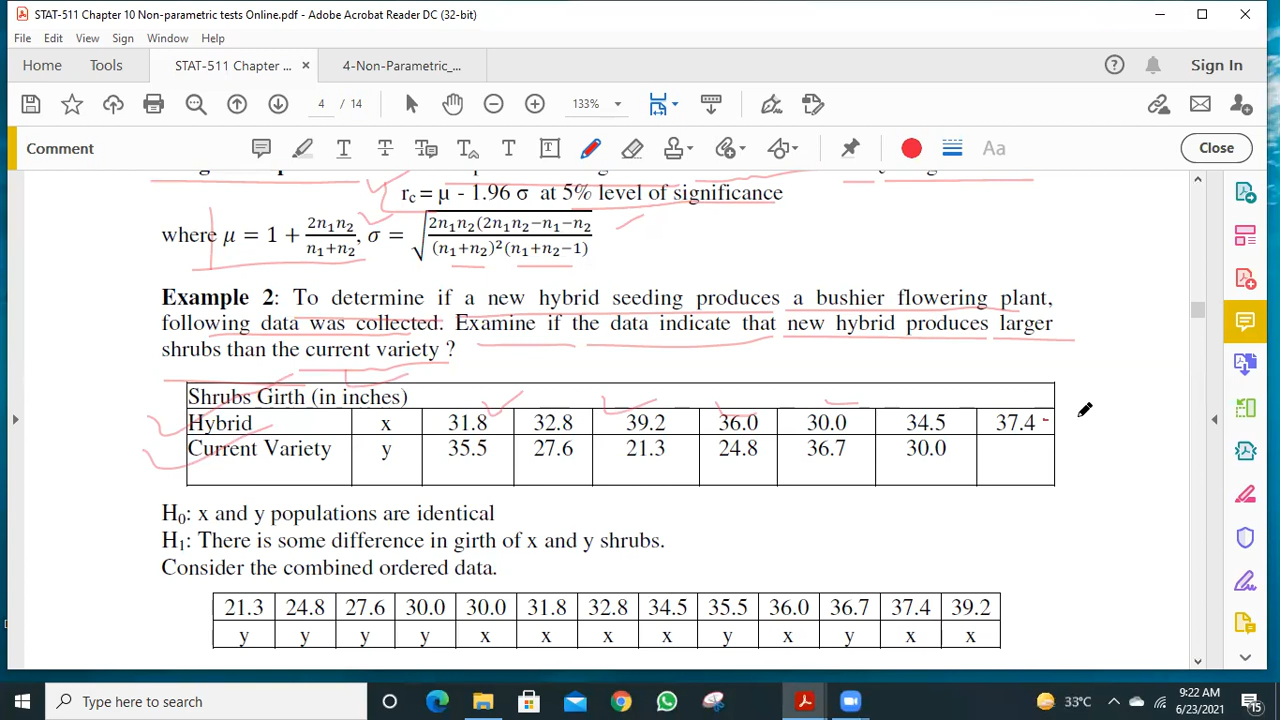 STAT-511 Chapter 10 Non-parametric tests Online.pdf - Adobe Acrobat Reader DC (32-bit)
File Edit View Sign Window Help
Home Tools STAT-511 Chapter ... × 4-Non-Parametric_... Sign In
4 / 14 133%
Comment T T T T T Aa Close
r_c = μ - 1.96 σ at 5% level of significance
where μ = 1 + 2n₁n₂/(n₁+n₂), σ = √(2n₁n₂(2n₁n₂−n₁−n₂)/((n₁+n₂)²(n₁+n₂−1)))
Example 2: To determine if a new hybrid seeding produces a bushier flowering plant,
following data was collected. Examine if the data indicate that new hybrid produces larger
shrubs than the current variety ?
Shrubs Girth (in inches)
Hybrid x 31.8 32.8 39.2 36.0 30.0 34.5 37.4
Current Variety y 35.5 27.6 21.3 24.8 36.7 30.0
H₀: x and y populations are identical
H₁: There is some difference in girth of x and y shrubs.
Consider the combined ordered data.
21.3 24.8 27.6 30.0 30.0 31.8 32.8 34.5 35.5 36.0 36.7 37.4 39.2
y y y y x x x x y x y x x
Type here to search 33°C 9:22 AM
6/23/2021 15